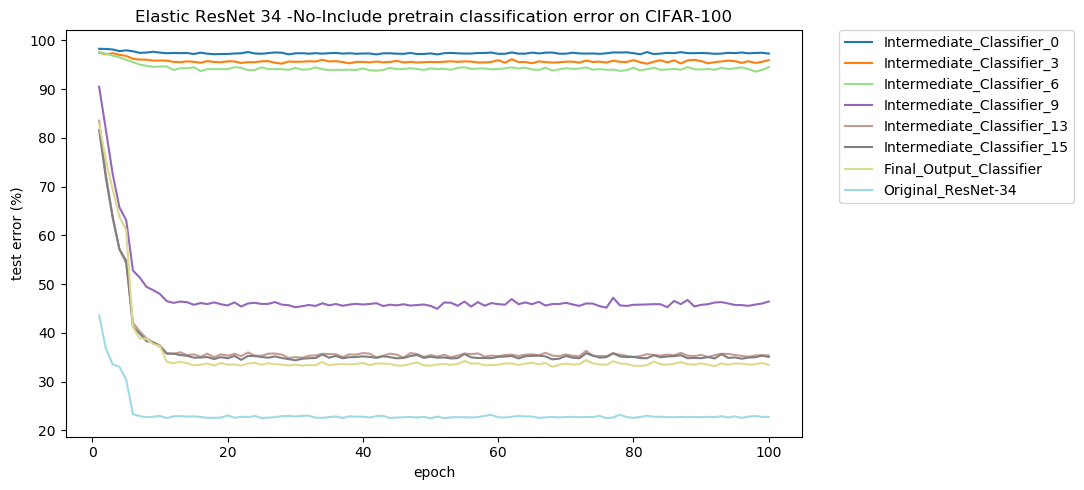 Elastic ResNet 34 -No-Include pretrain classification error on CIFAR-100
test error (%)
100
90
80
70
60
50
40
30
20
0
20
40
60
80
100
epoch
Intermediate_Classifier_0
Intermediate_Classifier_3
Intermediate_Classifier_6
Intermediate_Classifier_9
Intermediate_Classifier_13
Intermediate_Classifier_15
Final_Output_Classifier
Original_ResNet-34